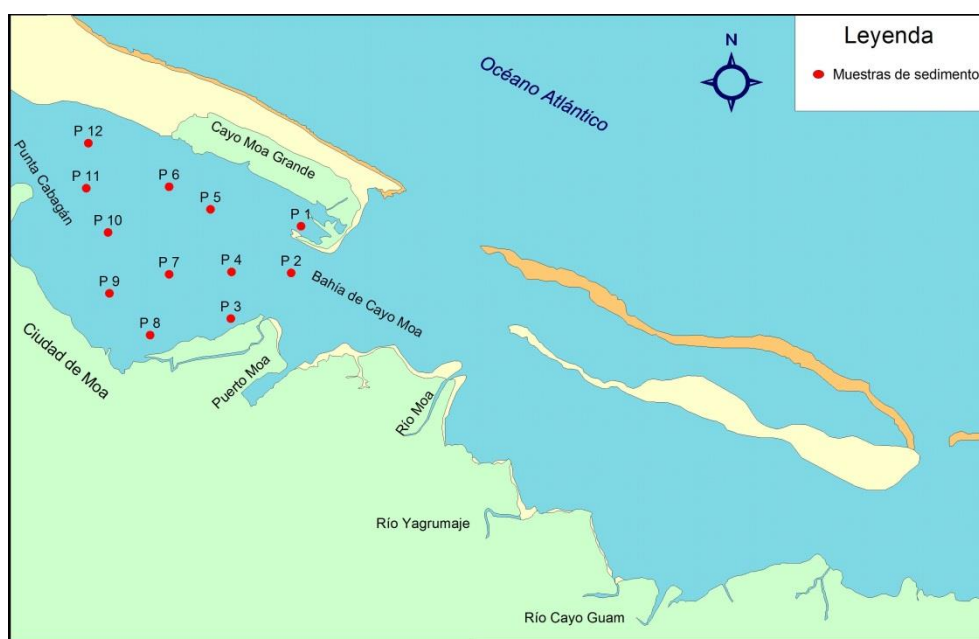 Leyenda
Muestras de sedimento
N
Océano Atlántico
Cayo Moa Grande
Punta Cabagán
P 12
P 11
P 6
P 5
P 1
P 10
P 9
P 7
P 4
P 2
P 3
P 8
Bahía de Cayo Moa
Ciudad de Moa
Puerto Moa
Río Moa
Río Yagrumaje
Río Cayo Guam